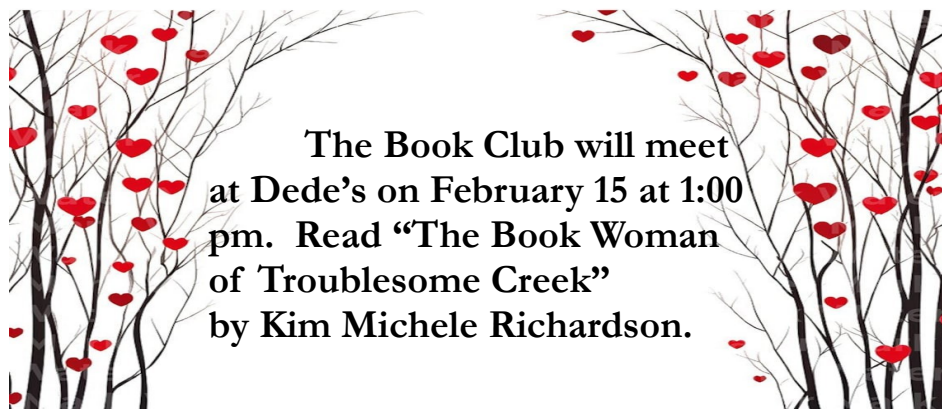 The Book Club will meet
at Dede’s on February 15 at 1:00
pm. Read “The Book Woman
of Troublesome Creek”
by Kim Michele Richardson.